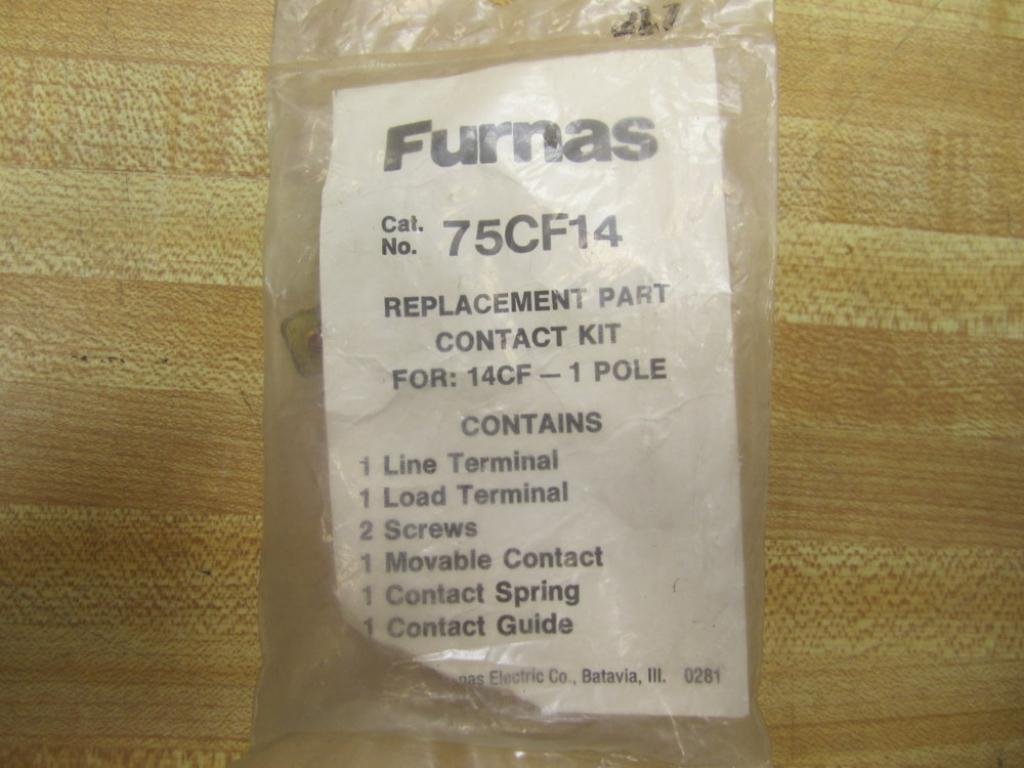 Furnas
Cat. No. 75CF14
REPLACEMENT PART
CONTACT KIT
FOR: 14CF — 1 POLE
CONTAINS
1 Line Terminal
1 Load Terminal
2 Screws
1 Movable Contact
1 Contact Spring
1 Contact Guide
Electric Co., Batavia, Ill. 0281